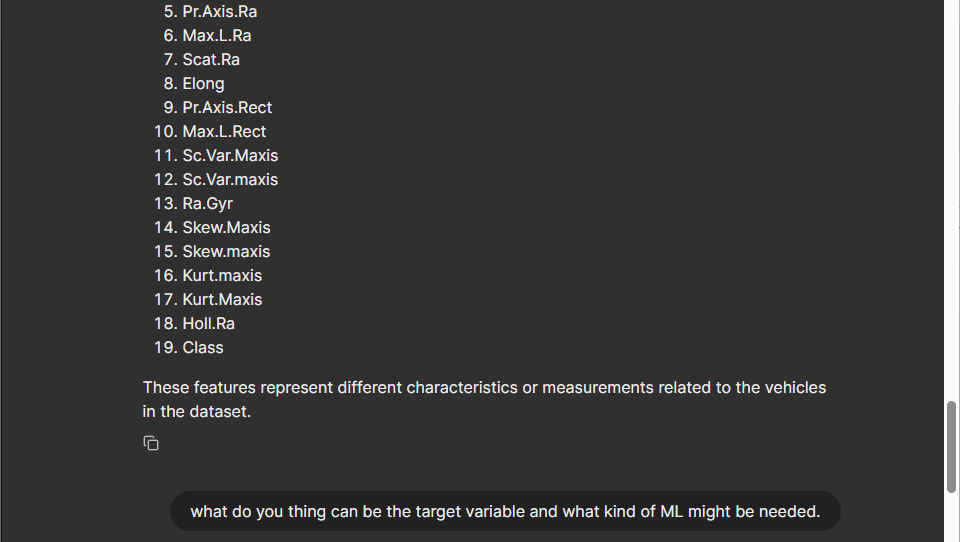 5. Pr.Axis.Ra
6. Max.L.Ra
7. Scat.Ra
8. Elong
9. Pr.Axis.Rect
10. Max.L.Rect
11. Sc.Var.Maxis
12. Sc.Var.maxis
13. Ra.Gyr
14. Skew.Maxis
15. Skew.maxis
16. Kurt.maxis
17. Kurt.Maxis
18. Holl.Ra
19. Class
These features represent different characteristics or measurements related to the vehicles
in the dataset.
what do you thing can be the target variable and what kind of ML might be needed.